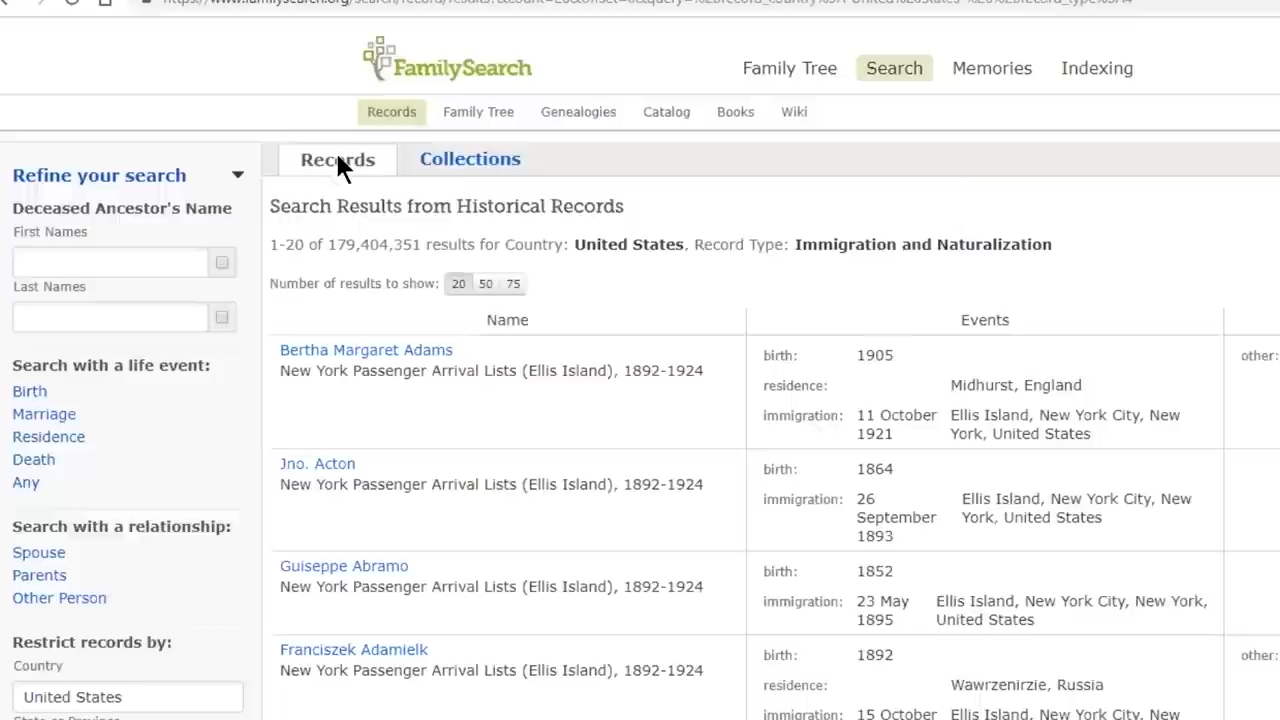 FamilySearch
Family Tree Search Memories Indexing
Records Family Tree Genealogies Catalog Books Wiki
Records Collections
Refine your search
Deceased Ancestor's Name
First Names
Last Names
Search with a life event:
Birth
Marriage
Residence
Death
Any
Search with a relationship:
Spouse
Parents
Other Person
Restrict records by:
Country
United States
Search Results from Historical Records
1-20 of 179,404,351 results for Country: United States, Record Type: Immigration and Naturalization
Number of results to show: 20 50 75
Name Events
Bertha Margaret Adams
New York Passenger Arrival Lists (Ellis Island), 1892-1924
birth: 1905
residence: Midhurst, England
immigration: 11 October Ellis Island, New York City, New
1921 York, United States
other:
Jno. Acton
New York Passenger Arrival Lists (Ellis Island), 1892-1924
birth: 1864
immigration: 26 Ellis Island, New York City, New
September York, United States
1893
Guiseppe Abramo
New York Passenger Arrival Lists (Ellis Island), 1892-1924
birth: 1852
immigration: 23 May Ellis Island, New York City, New York,
1895 United States
Franciszek Adamielk
New York Passenger Arrival Lists (Ellis Island), 1892-1924
birth: 1892
residence: Wawrzenirzie, Russia
immigration: 15 October Ellis Island, New York City, New
other: